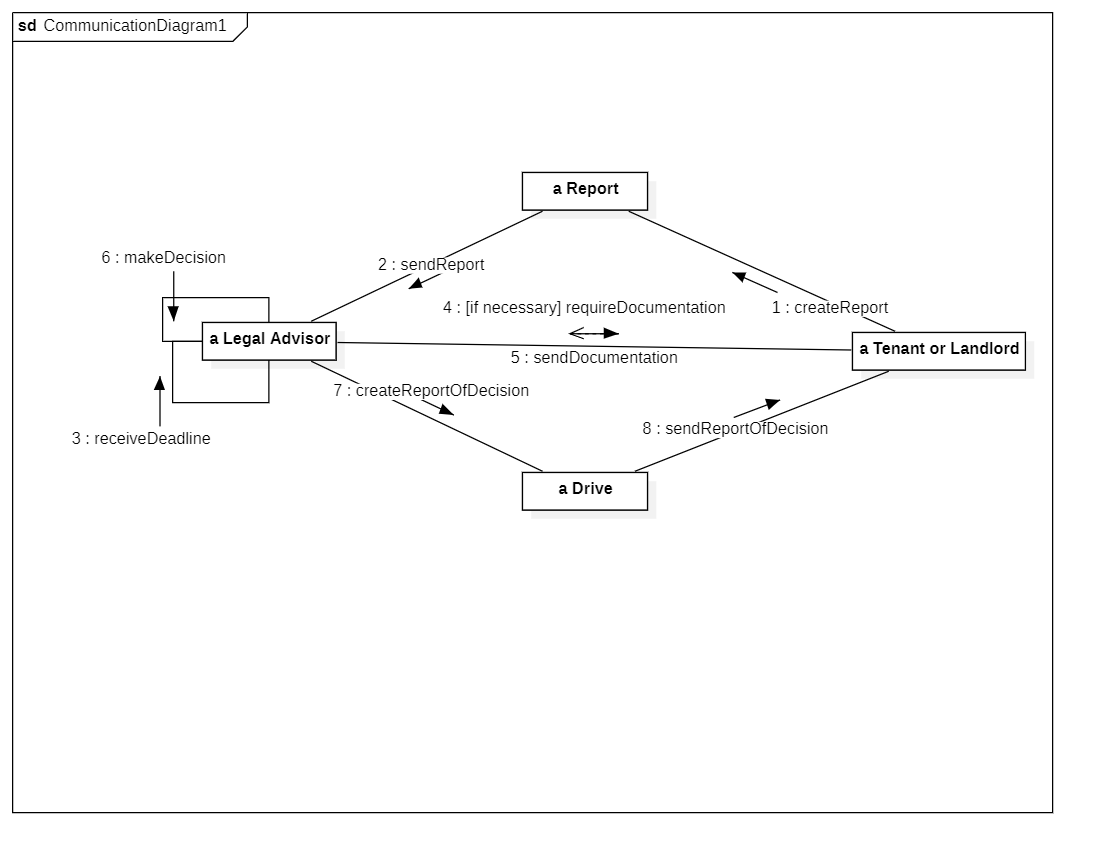 sd CommunicationDiagram1
a Report
6 : makeDecision
2 : sendReport
4 : [if necessary] requireDocumentation
1 : createReport
a Legal Advisor
a Tenant or Landlord
5 : sendDocumentation
7 : createReportOfDecision
8 : sendReportOfDecision
3 : receiveDeadline
a Drive